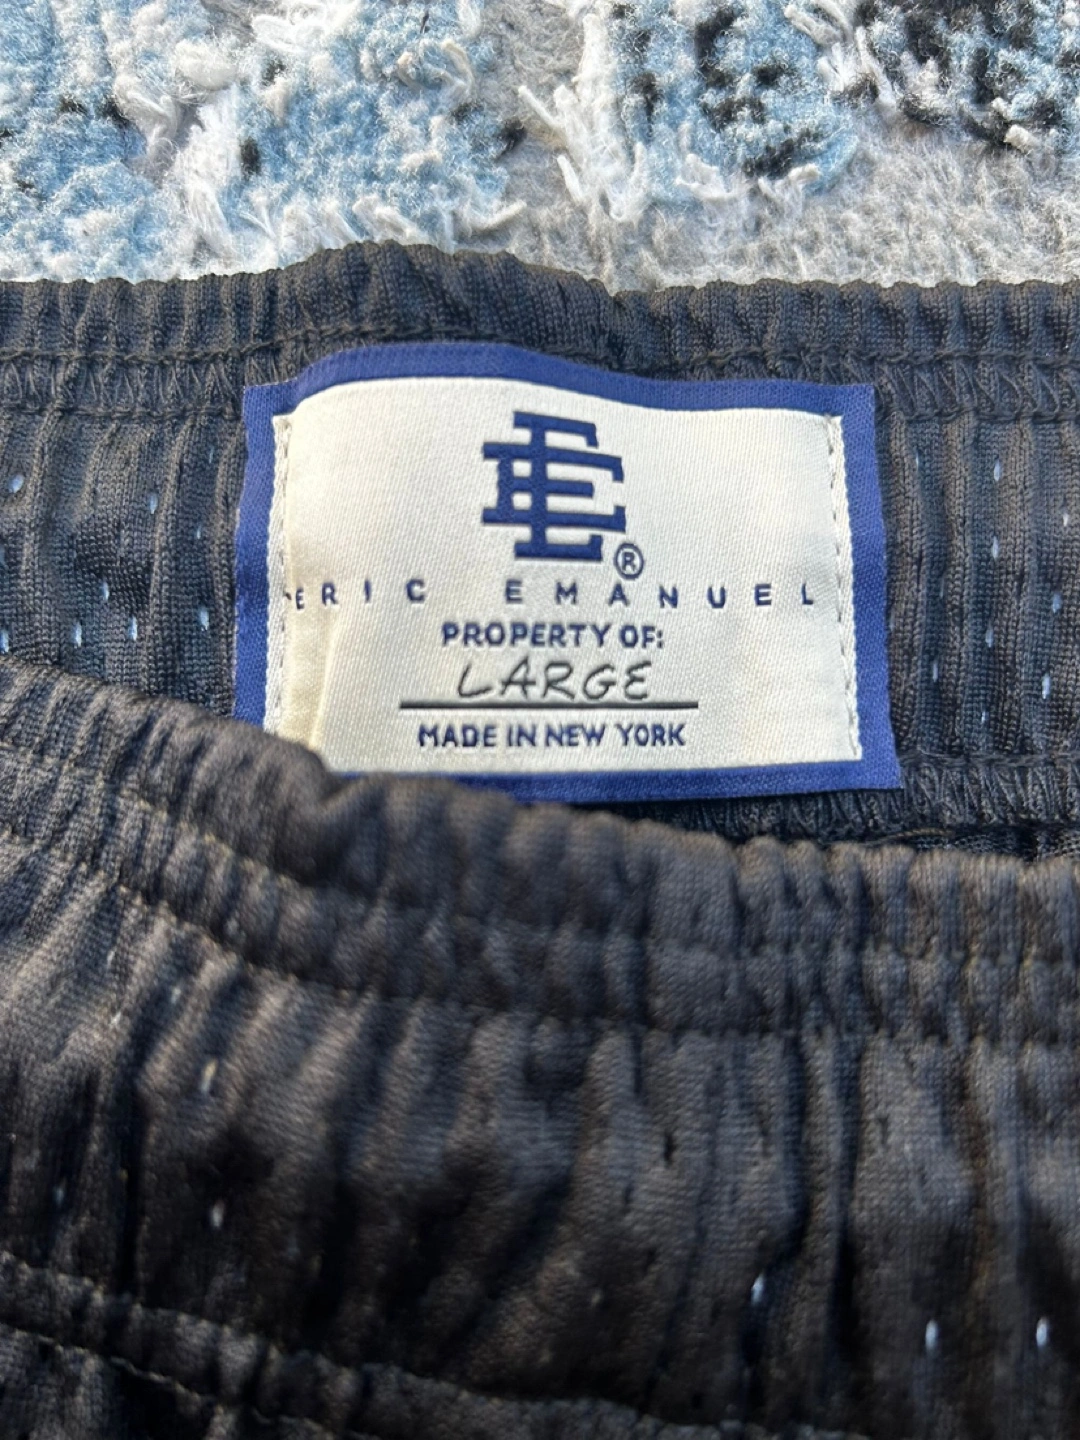 EE®
ERIC EMANUEL
PROPERTY OF:
LARGE
MADE IN NEW YORK